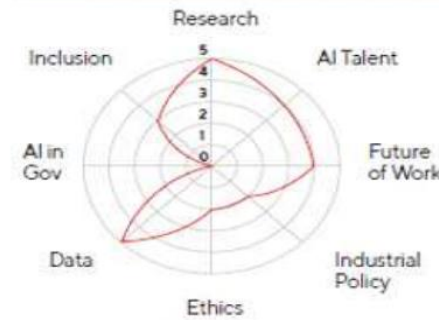 Research
5
4
3
2
1
0
Inclusion
AI Talent
AI in
Gov
Future
of Work
Data
Industrial
Policy
Ethics